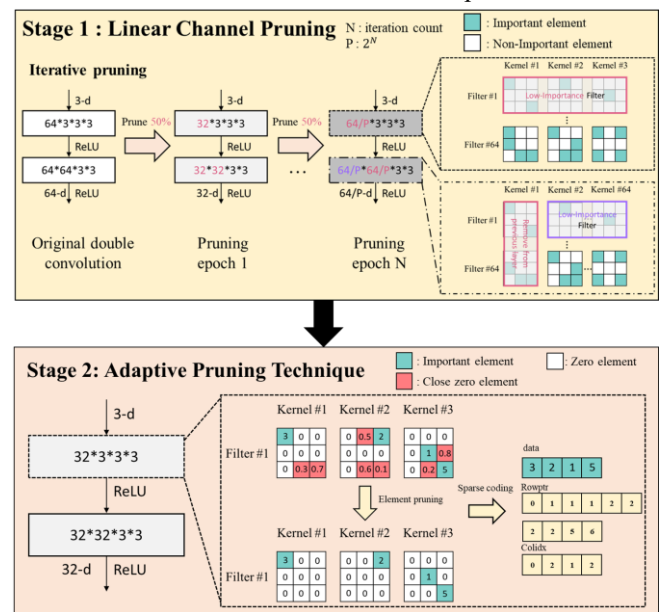 Stage 1 : Linear Channel Pruning
N : iteration count
P : 2^N
: Important element
: Non-Important element
Iterative pruning
3-d
64*3*3*3
ReLU
64*64*3*3
64-d ReLU
Original double
convolution
Prune 50%
3-d
32*3*3*3
ReLU
32*32*3*3
32-d ReLU
Pruning
epoch 1
Prune 50%
...
3-d
64/P*3*3*3
ReLU
64/P*64/P*3*3
64/P-d ReLU
Pruning
epoch N
Kernel #1 Kernel #2 Kernel #3
Filter#1
Low-Importance Filter
⋮
Filter#64
Kernel #1 Kernel #2 Kernel #64
Filter#1
Low-Importance
Filter
Remove from
previous layer
⋮
Filter#64
...
Stage 2: Adaptive Pruning Technique
: Important element
: Zero element
: Close zero element
3-d
32*3*3*3
ReLU
32*32*3*3
32-d ReLU
Kernel #1 Kernel #2 Kernel #3
Filter#1
3 0 0 0 0.5 2 0 0 0
0 0 0 0 0 0 0 1 0.8
0 0.3 0.7 0 0.6 0.1 0 0.2 5
Element pruning
Kernel #1 Kernel #2 Kernel #3
Filter#1
3 0 0 0 0 2 0 0 0
0 0 0 0 0 0 0 1 0
0 0 0 0 0 0 0 0 5
Sparse coding
data
3 2 1 5
Rowptr
0 1 1 1 2 2
2 2 5 6
Colidx
0 2 1 2